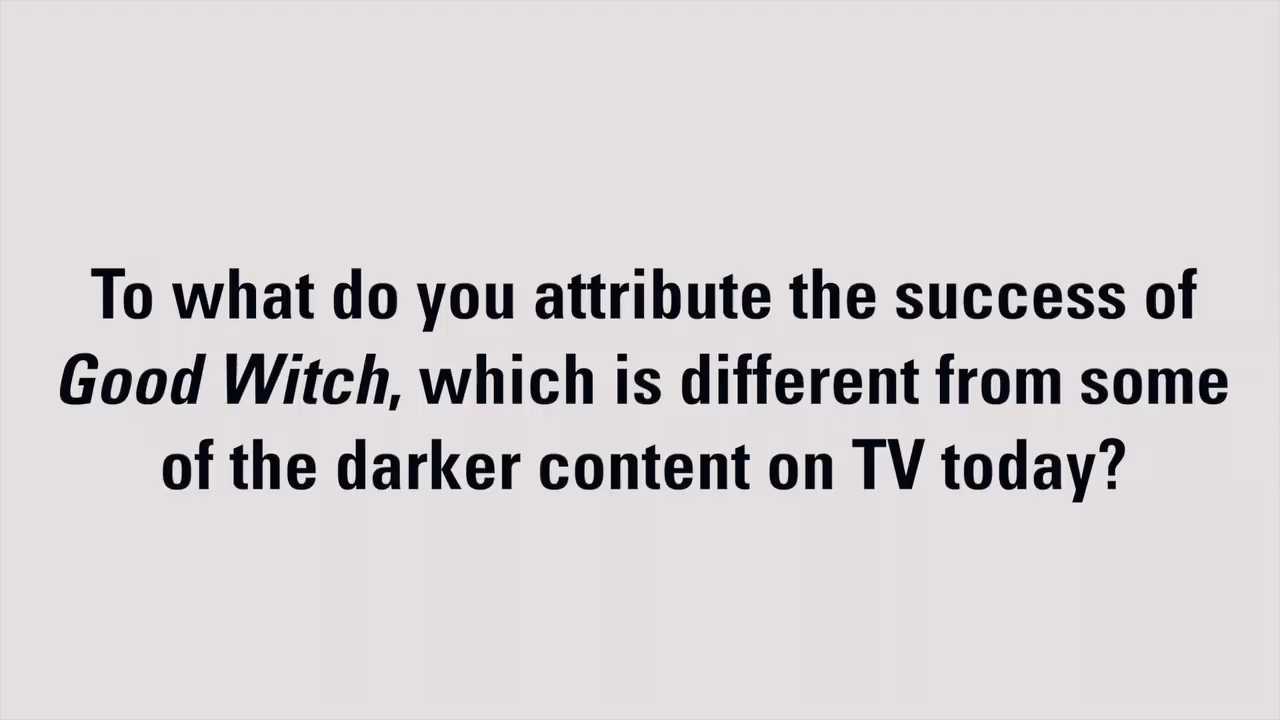 To what do you attribute the success of
Good Witch, which is different from some
of the darker content on TV today?